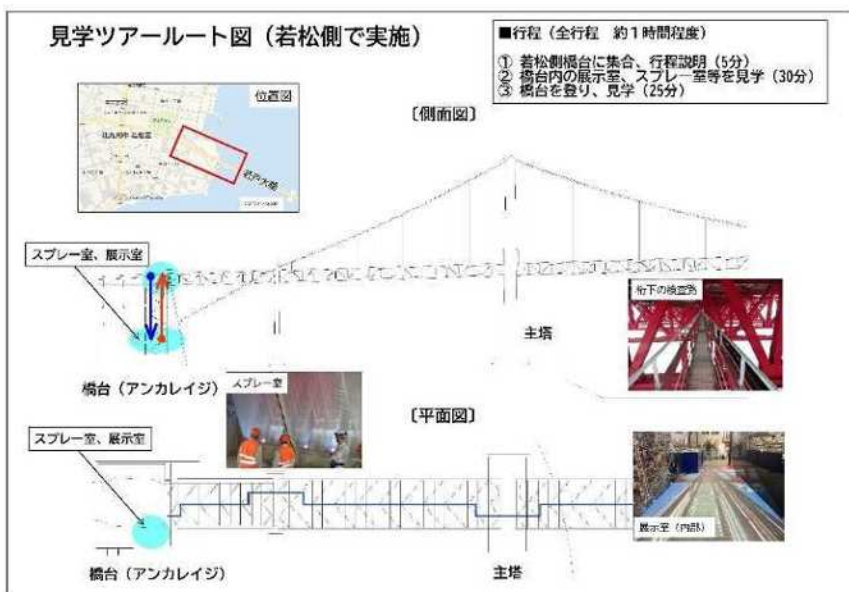 見学ツアールート図（若松側で実施）
■行程（全行程　約１時間程度）
① 若松側橋台に集合、行程説明（5分）
② 橋台内の展示室、スプレー室等を見学（30分）
③ 橋台を登り、見学（25分）
位置図
若戸大橋
〔側面図〕
スプレー室、展示室
桁下の検査路
主塔
橋台（アンカレイジ）
スプレー室
〔平面図〕
スプレー室、展示室
展示室（内部）
橋台（アンカレイジ）
主塔